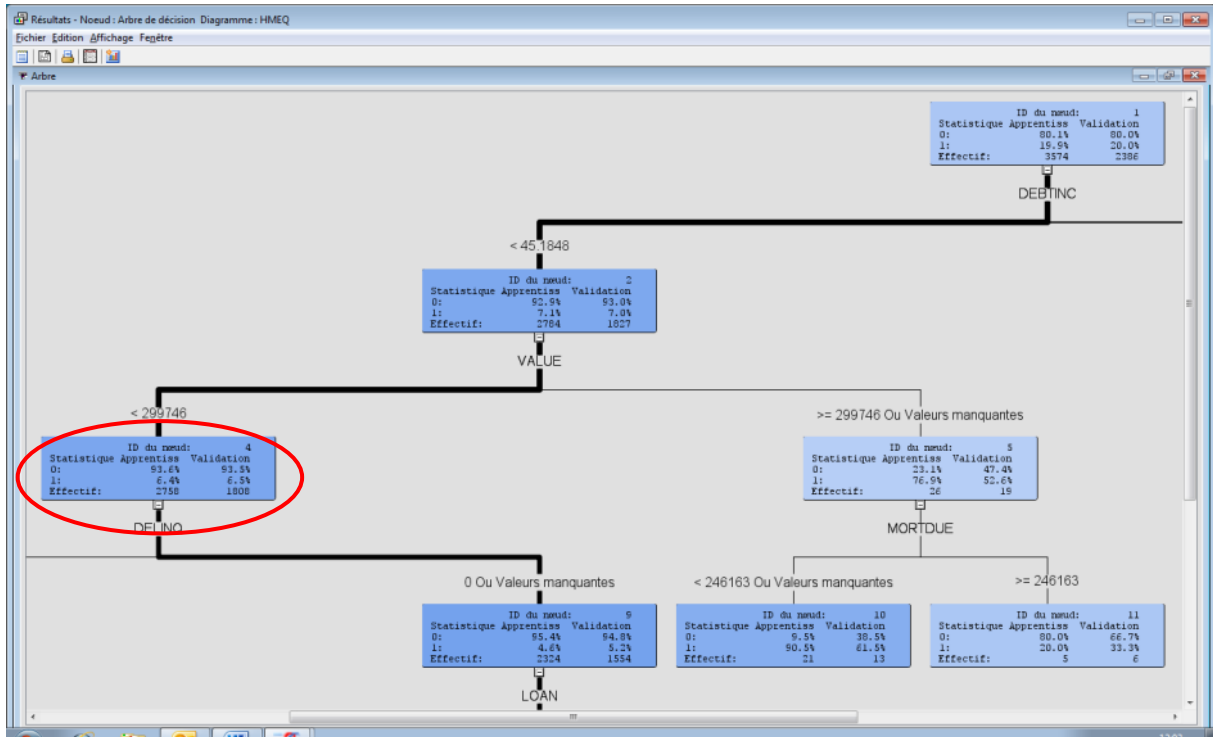 Résultats - Noeud : Arbre de décision Diagramme : HMEQ
Fichier Edition Affichage Fenêtre
Arbre
ID du nœud: 1
Statistique Apprentiss Validation
0: 80.1% 80.0%
1: 19.9% 20.0%
Effectif: 3574 2386
DEBTINC
< 45.1848
ID du nœud: 2
Statistique Apprentiss Validation
0: 92.9% 93.0%
1: 7.1% 7.0%
Effectif: 2784 1827
VALUE
< 299746
>= 299746 Ou Valeurs manquantes
ID du nœud: 4
Statistique Apprentiss Validation
0: 93.6% 93.5%
1: 6.4% 6.5%
Effectif: 2758 1808
ID du nœud: 5
Statistique Apprentiss Validation
0: 23.1% 47.4%
1: 76.9% 52.6%
Effectif: 26 19
DELINQ
MORTDUE
0 Ou Valeurs manquantes
< 246163 Ou Valeurs manquantes
>= 246163
ID du nœud: 9
Statistique Apprentiss Validation
0: 95.4% 94.8%
1: 4.6% 5.2%
Effectif: 2324 1554
ID du nœud: 10
Statistique Apprentiss Validation
0: 9.5% 38.5%
1: 90.5% 61.5%
Effectif: 21 13
ID du nœud: 11
Statistique Apprentiss Validation
0: 80.0% 66.7%
1: 20.0% 33.3%
Effectif: 5 6
LOAN